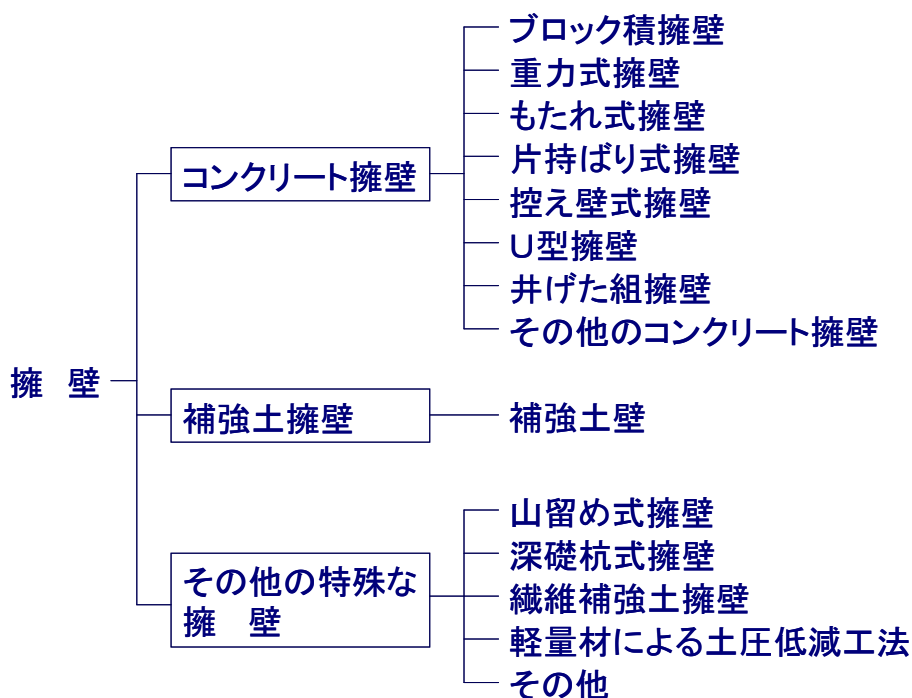 擁 壁
コンクリート擁壁
ブロック積擁壁
重力式擁壁
もたれ式擁壁
片持ばり式擁壁
控え壁式擁壁
U型擁壁
井げた組擁壁
その他のコンクリート擁壁
補強土擁壁
補強土壁
その他の特殊な
擁 壁
山留め式擁壁
深礎杭式擁壁
繊維補強土擁壁
軽量材による土圧低減工法
その他